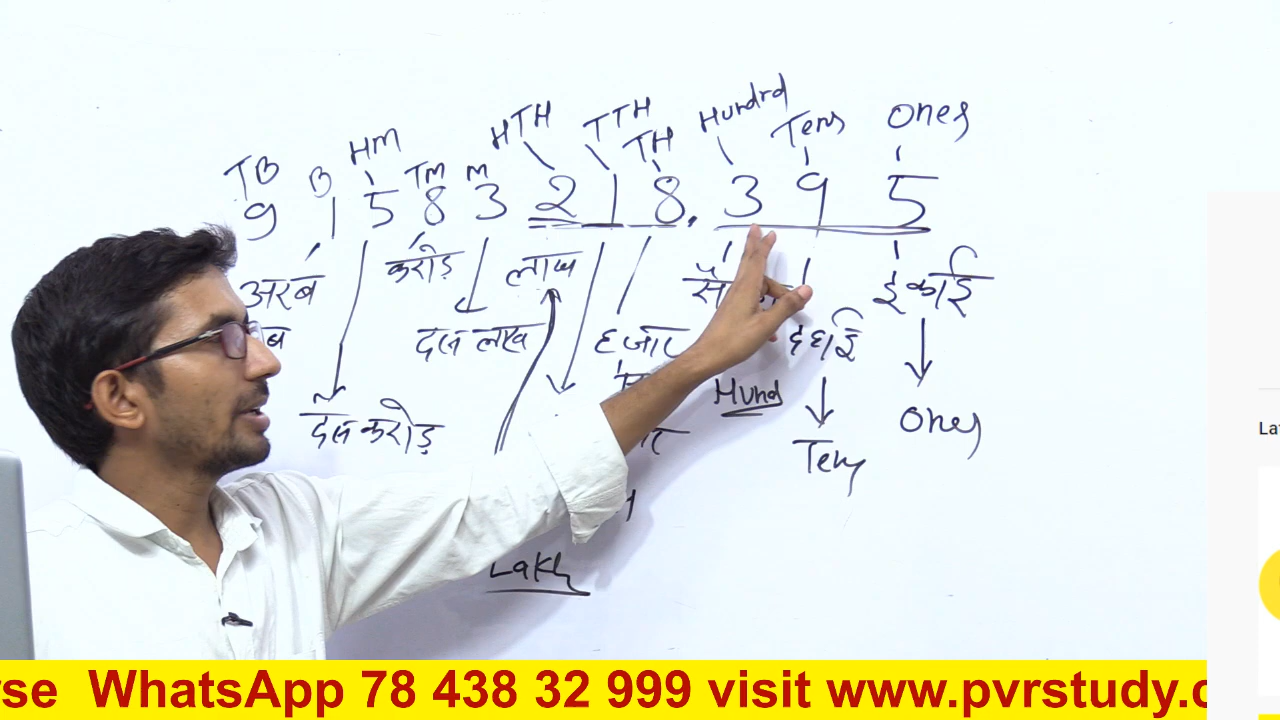 TB B HM TM M HTH TTH TH Hundrd Tens Ones
9 1 5 8 3 2 1 8. 3 9 5
अरब करोड़ लाख इकाई
दस लाख दहाई
दस करोड़ Hund Tens Ones
Lakh
WhatsApp 78 438 32 999 visit www.pvrstudy.c